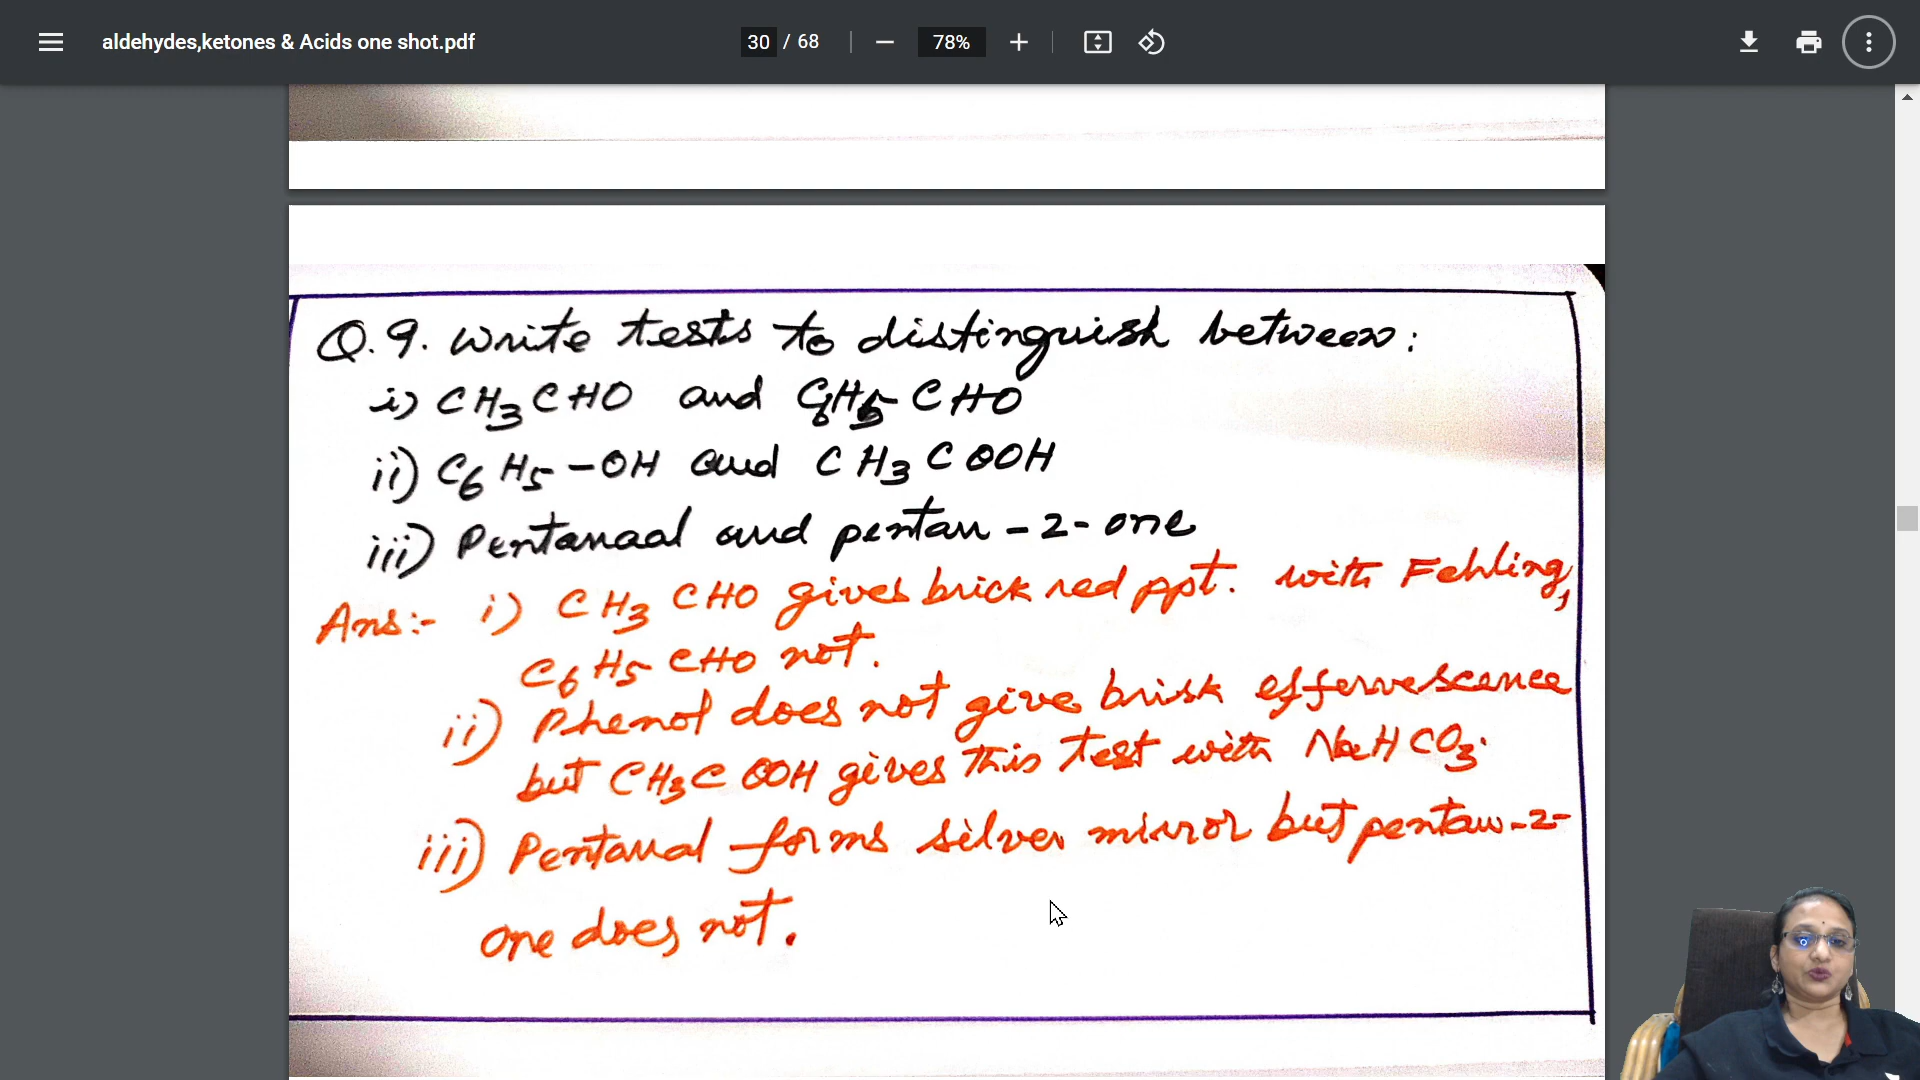 aldehydes,ketones & Acids one shot.pdf
30 / 68
78%
Q.9. Write tests to distinguish between:
i) CH3CHO and C6H5CHO
ii) C6H5-OH and CH3COOH
iii) Pentanaal and pentan-2-one
Ans:- i) CH3CHO gives brick red ppt. with Fehling,
C6H5CHO not.
ii) Phenol does not give brisk effervescence
but CH3COOH gives this test with NaHCO3.
iii) Pentanal forms silver mirror but pentan-2-
one does not.